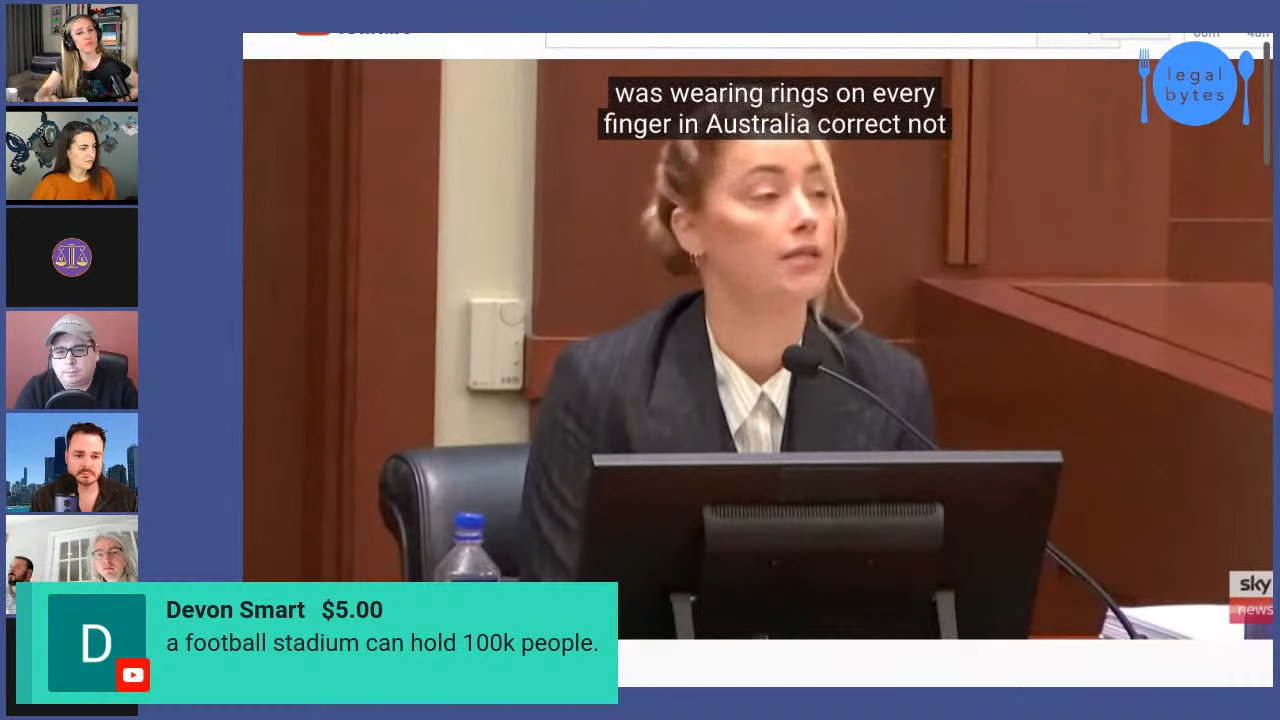 was wearing rings on every
finger in Australia correct not
legal
bytes
sky
news
Devon Smart $5.00
D
a football stadium can hold 100k people.